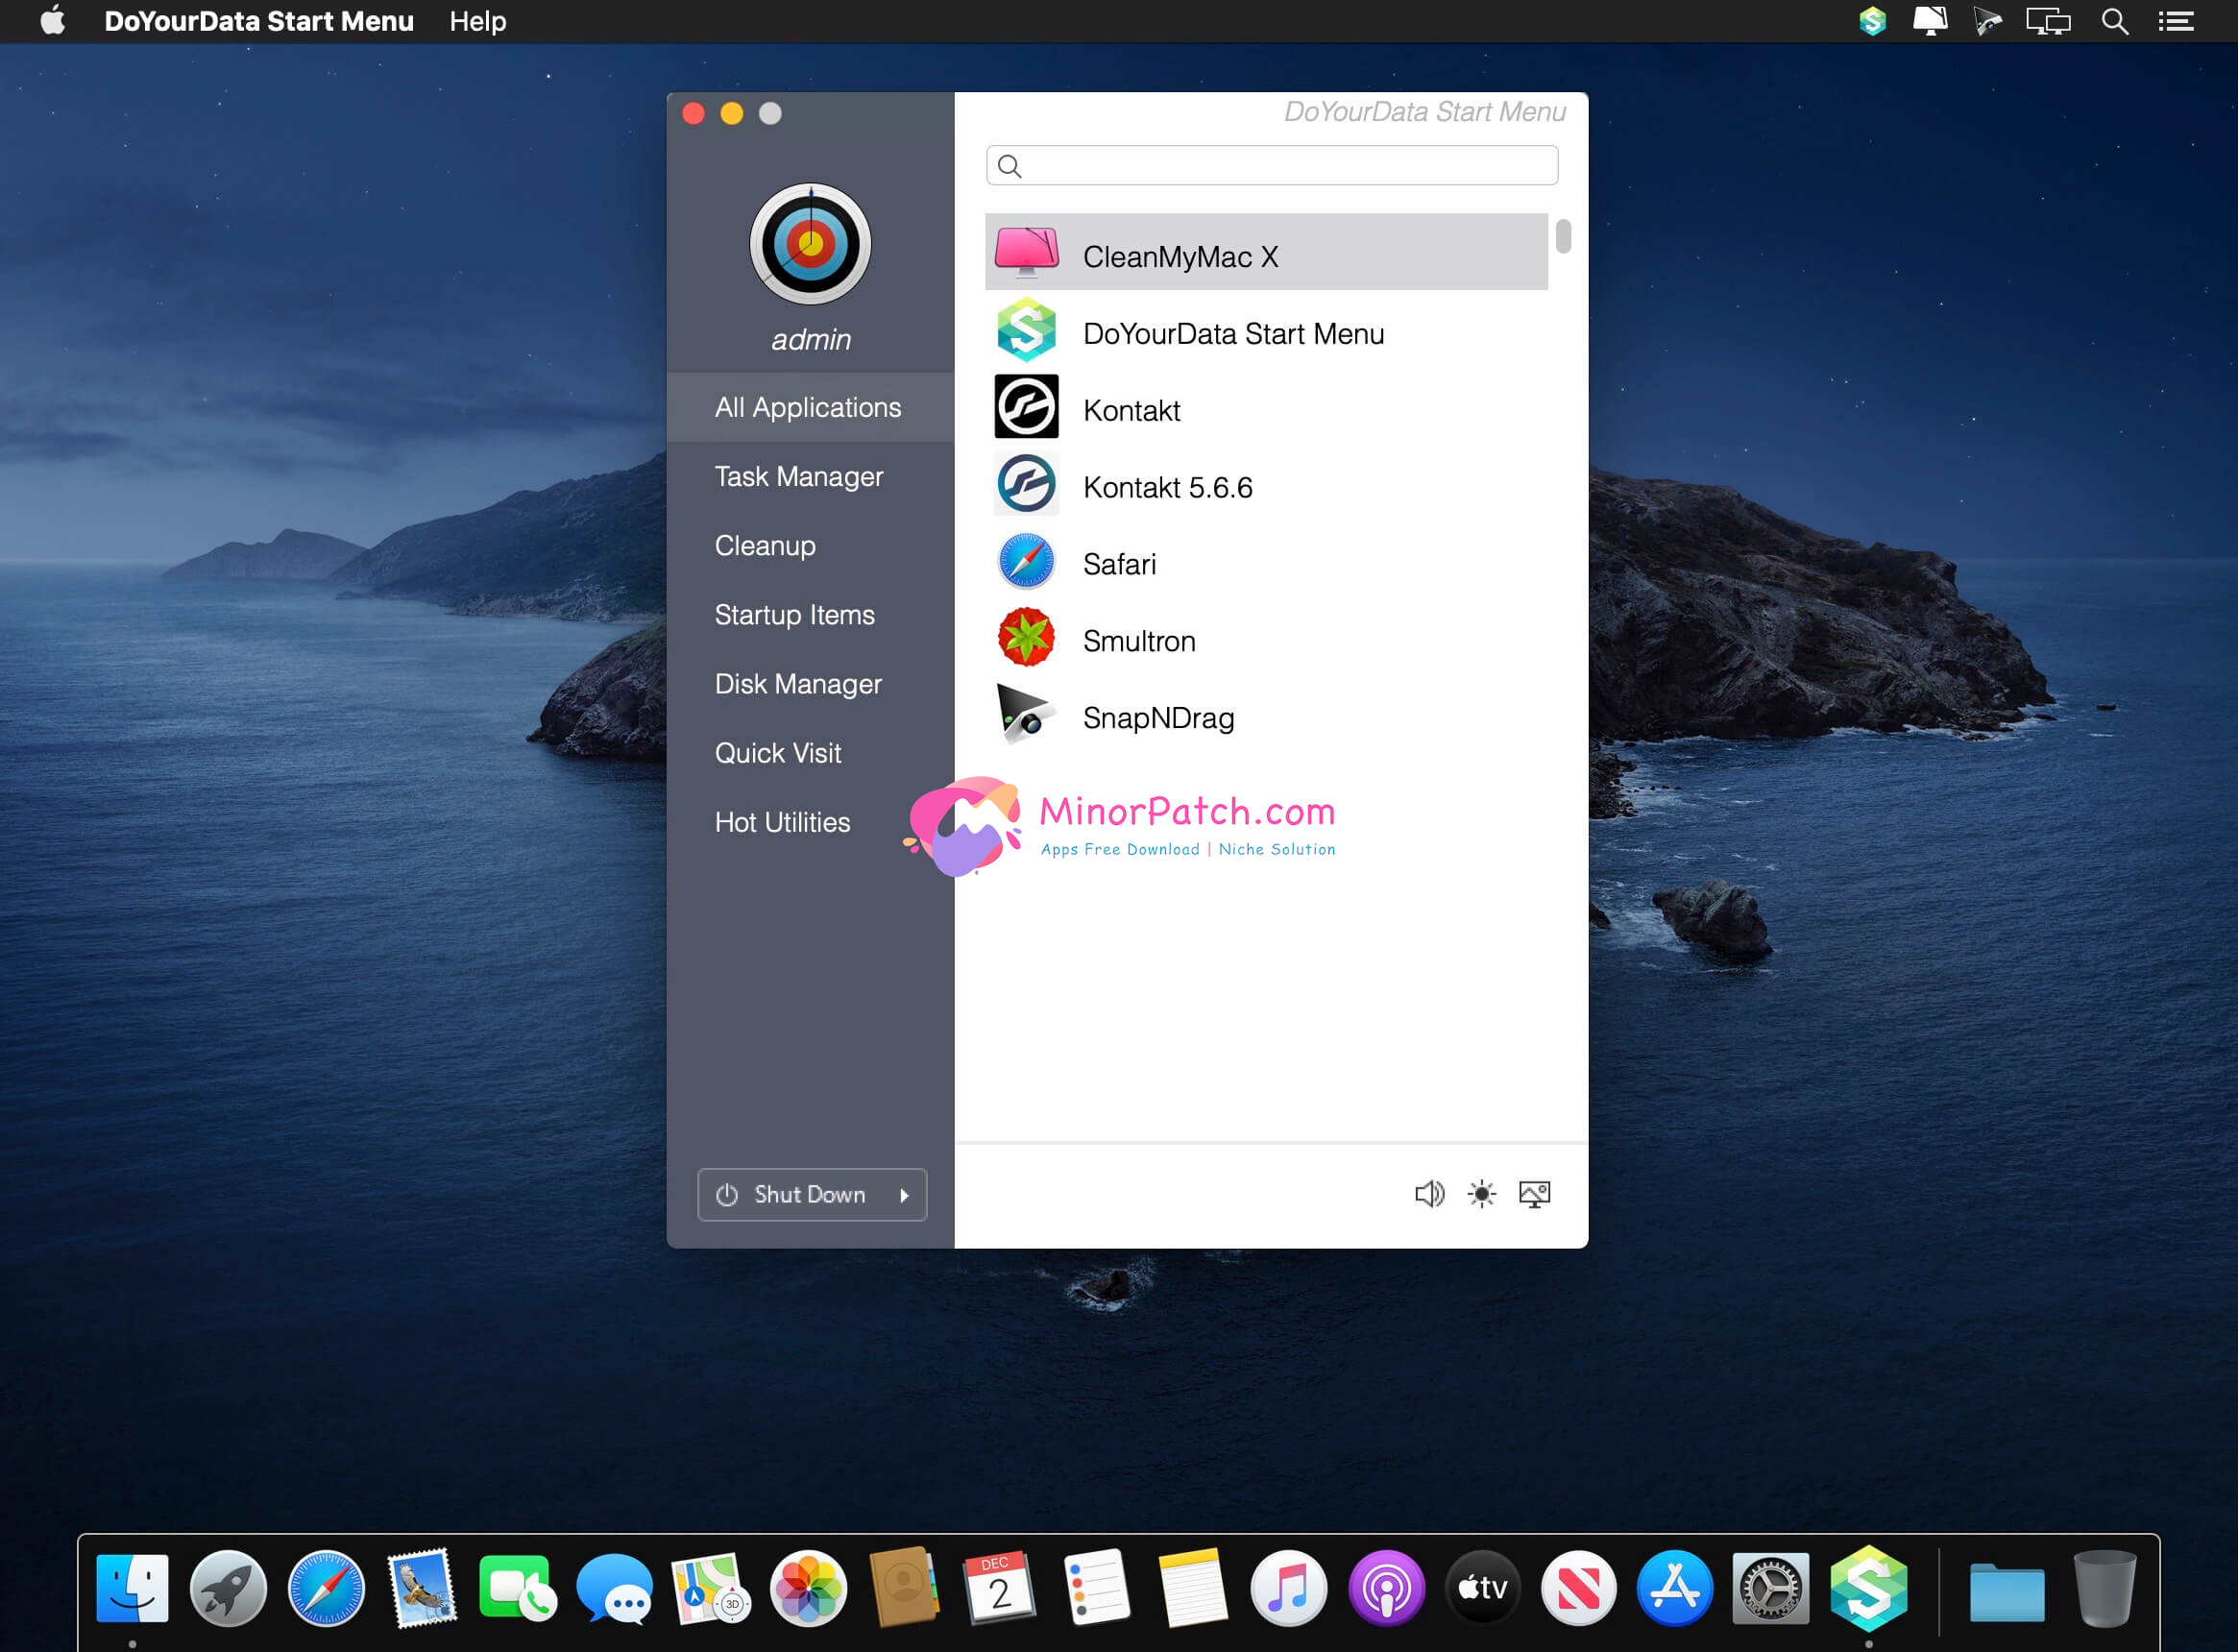 DoYourData Start Menu Help
DoYourData Start Menu
admin
All Applications
Task Manager
Cleanup
Startup Items
Disk Manager
Quick Visit
Hot Utilities
Shut Down
CleanMyMac X
DoYourData Start Menu
Kontakt
Kontakt 5.6.6
Safari
Smultron
SnapNDrag
MinorPatch.com
Apps Free Download | Niche Solution
3D
DEC
2
tv